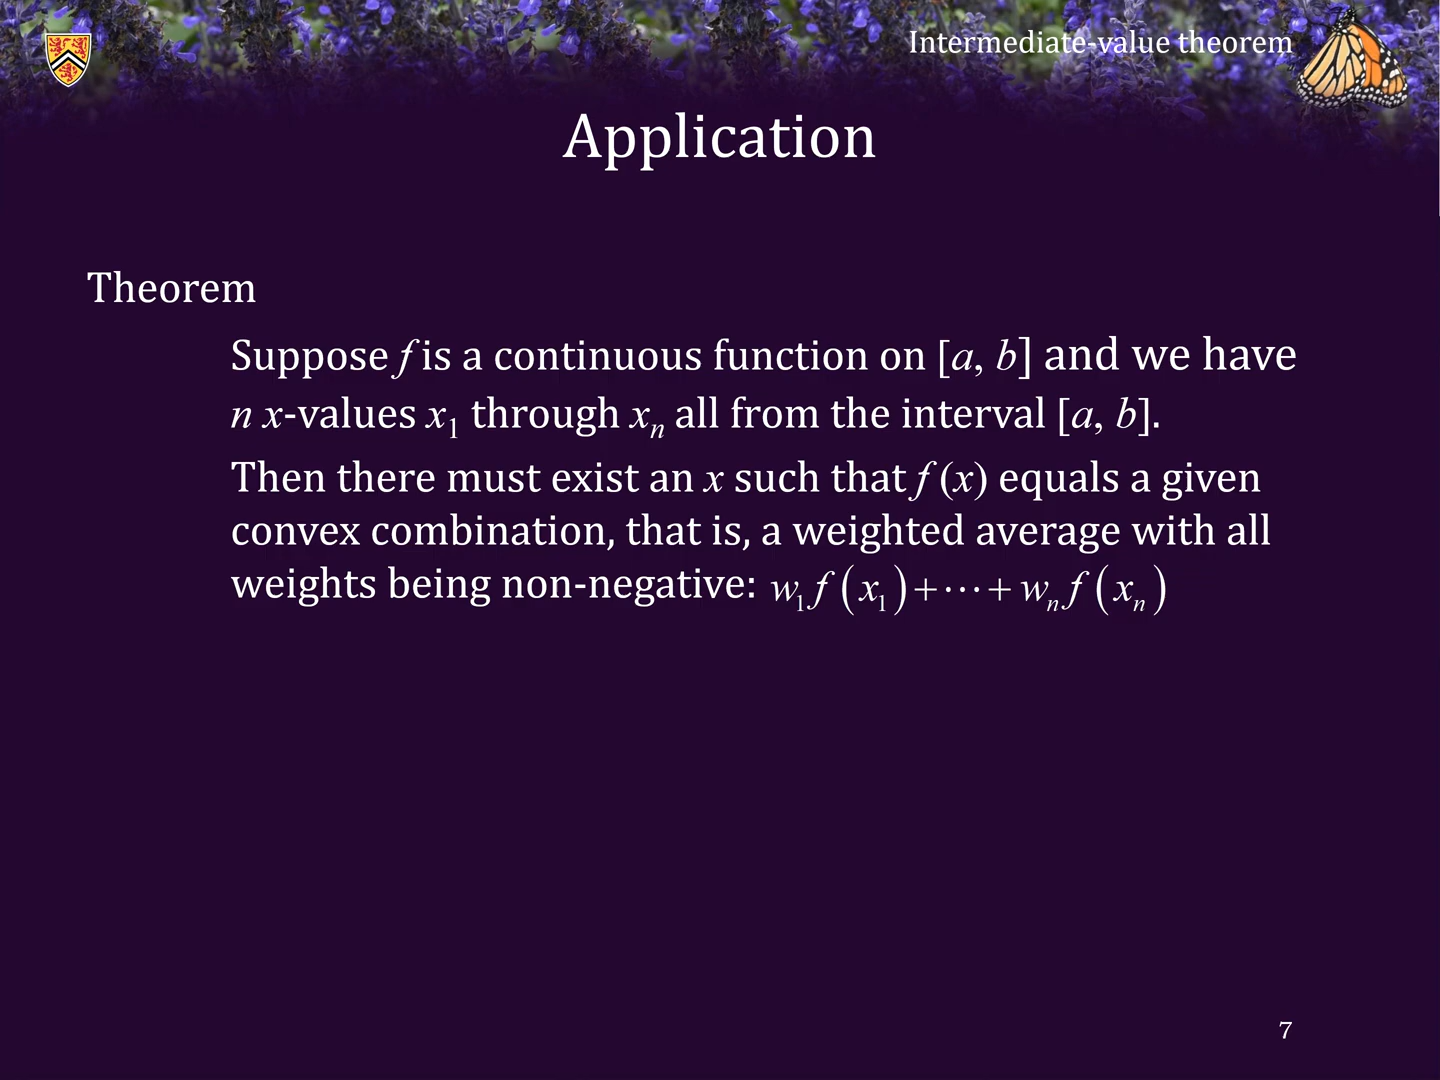 Intermediate-value theorem
Application
Theorem
Suppose f is a continuous function on [a, b] and we have
n x-values x₁ through xₙ all from the interval [a, b].
Then there must exist an x such that f (x) equals a given
convex combination, that is, a weighted average with all
weights being non-negative: w₁f (x₁)+⋯+wₙf (xₙ)
7